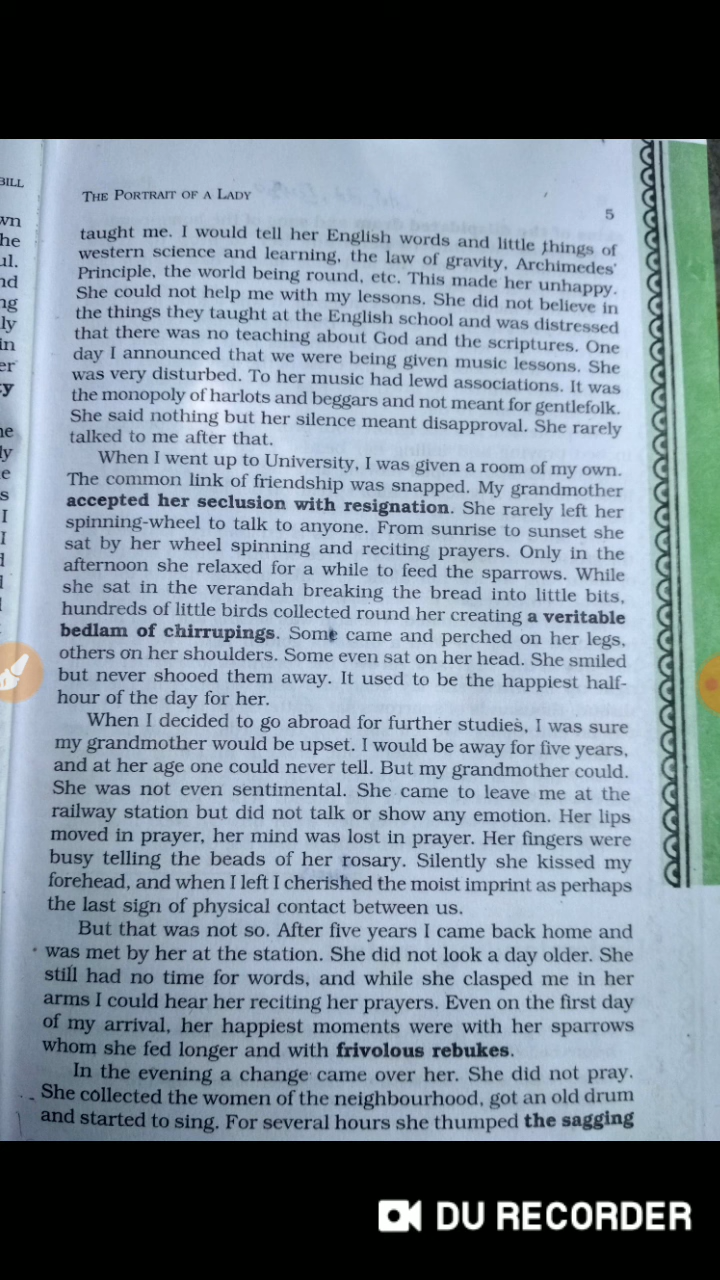 BILL
wn
he
ul.
nd
ng
ly
in
er
y
ne
ly
e
s
I
I
THE PORTRAIT OF A LADY
5
taught me. I would tell her English words and little things of
western science and learning, the law of gravity, Archimedes'
Principle, the world being round, etc. This made her unhappy.
She could not help me with my lessons. She did not believe in
the things they taught at the English school and was distressed
that there was no teaching about God and the scriptures. One
day I announced that we were being given music lessons. She
was very disturbed. To her music had lewd associations. It was
the monopoly of harlots and beggars and not meant for gentlefolk.
She said nothing but her silence meant disapproval. She rarely
talked to me after that.
When I went up to University, I was given a room of my own.
The common link of friendship was snapped. My grandmother
accepted her seclusion with resignation. She rarely left her
spinning-wheel to talk to anyone. From sunrise to sunset she
sat by her wheel spinning and reciting prayers. Only in the
afternoon she relaxed for a while to feed the sparrows. While
she sat in the verandah breaking the bread into little bits,
hundreds of little birds collected round her creating a veritable
bedlam of chirrupings. Some came and perched on her legs,
others on her shoulders. Some even sat on her head. She smiled
but never shooed them away. It used to be the happiest half-
hour of the day for her.
When I decided to go abroad for further studies, I was sure
my grandmother would be upset. I would be away for five years,
and at her age one could never tell. But my grandmother could.
She was not even sentimental. She came to leave me at the
railway station but did not talk or show any emotion. Her lips
moved in prayer, her mind was lost in prayer. Her fingers were
busy telling the beads of her rosary. Silently she kissed my
forehead, and when I left I cherished the moist imprint as perhaps
the last sign of physical contact between us.
But that was not so. After five years I came back home and
was met by her at the station. She did not look a day older. She
still had no time for words, and while she clasped me in her
arms I could hear her reciting her prayers. Even on the first day
of my arrival, her happiest moments were with her sparrows
whom she fed longer and with frivolous rebukes.
In the evening a change came over her. She did not pray.
She collected the women of the neighbourhood, got an old drum
and started to sing. For several hours she thumped the sagging
DU RECORDER